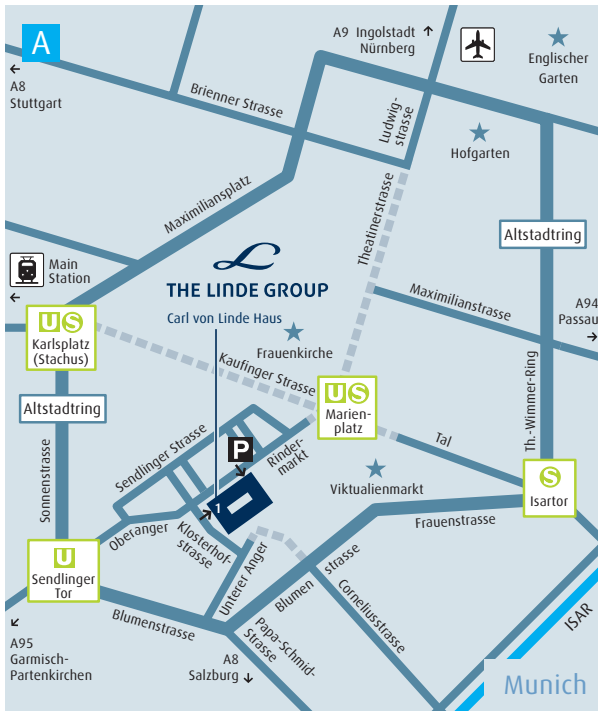 A
A9 Ingolstadt
Nürnberg
Englischer
Garten
A8
Stuttgart
Brienner Strasse
Ludwig-
strasse
Hofgarten
Maximiliansplatz
Theatinerstrasse
Altstadtring
Main
Station
L
THE LINDE GROUP
Carl von Linde Haus
Maximilianstrasse
A94
Passau
U S
Karlsplatz
(Stachus)
Frauenkirche
Kaufinger Strasse
U S
Marien-
platz
Altstadtring
Th.-Wimmer-Ring
Sendlinger Strasse
P
Rinder-
markt
Tal
Sonnenstrasse
Viktualienmarkt
S
Isartor
1
Oberanger
Klosterhof-
strasse
Frauenstrasse
U
Sendlinger
Tor
Unterer Anger
Blumen
strasse
Corneliusstrasse
Blumenstrasse
Papa-Schmid-
Strasse
ISAR
A95
Garmisch-
Partenkirchen
A8
Salzburg
Munich